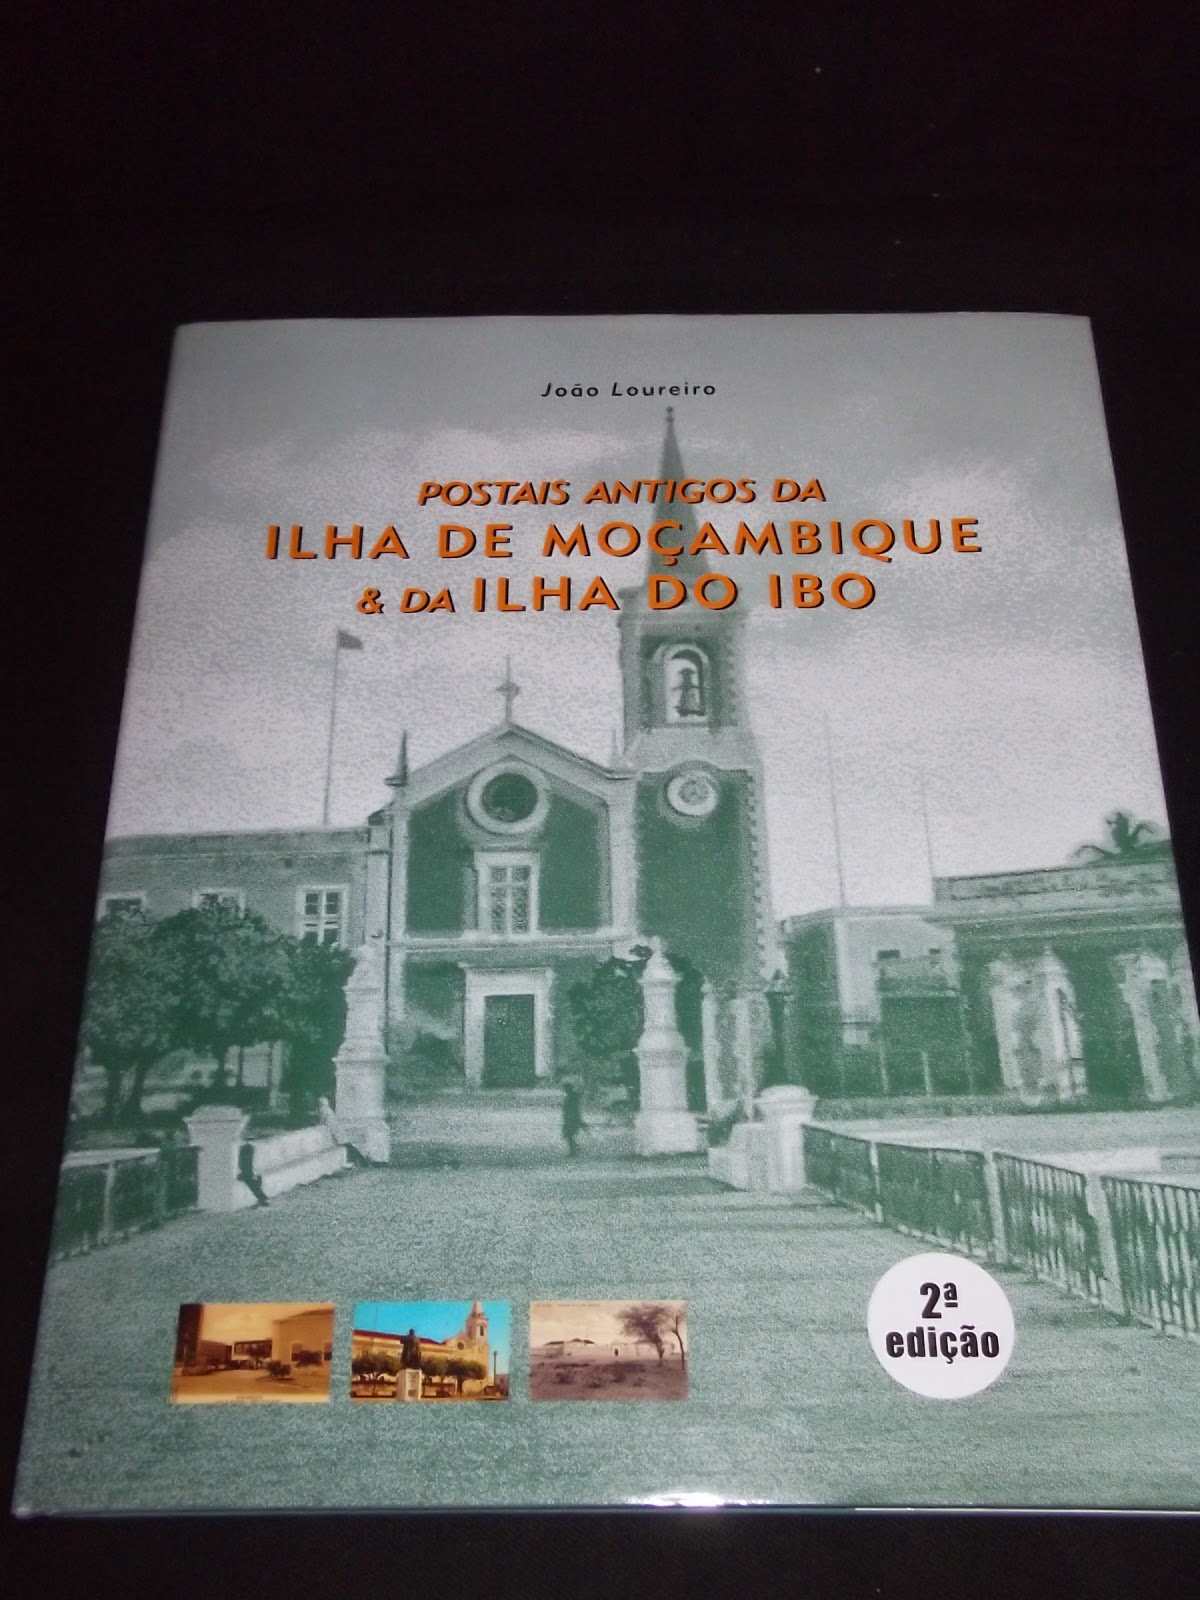 João Loureiro
POSTAIS ANTIGOS DA
ILHA DE MOÇAMBIQUE
& DA ILHA DO IBO
2ª
edição